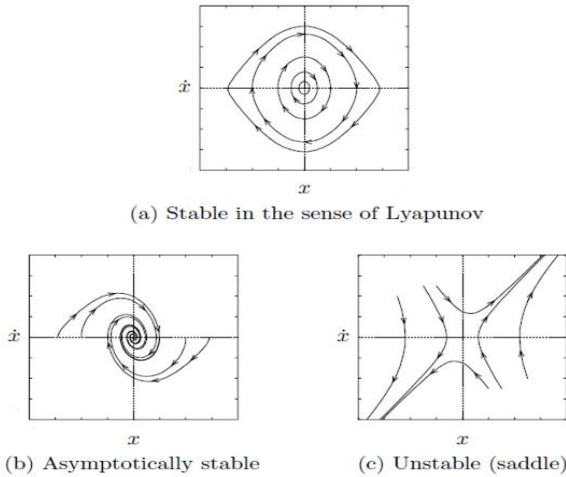 ẋ
x
(a) Stable in the sense of Lyapunov
ẋ
x
(b) Asymptotically stable
ẋ
x
(c) Unstable (saddle)